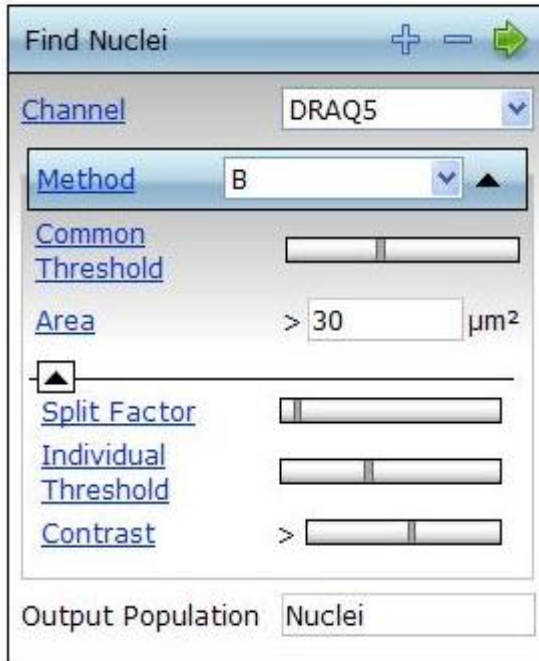 Find Nuclei
Channel DRAQ5
Method B
Common
Threshold
Area > 30 µm²
Split Factor
Individual
Threshold
Contrast >
Output Population Nuclei